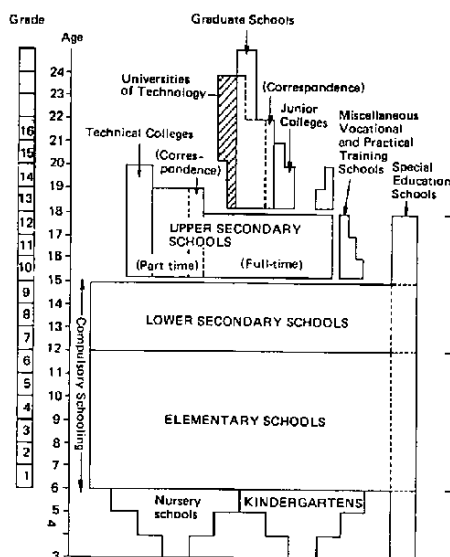 Graduate Schools
Grade
Age
Universities
of Technology
(Correspondence)
Junior
Colleges
Miscellaneous
Vocational
and Practical
Training
Schools
Technical Colleges
(Corres-
pondence)
Special
Education
Schools
24
23
22
21
20
19
18
17
16
15
14
13
12
11
10
9
8
7
6
5
4
3
16
15
14
13
12
11
10
9
8
7
6
5
4
3
2
1
UPPER SECONDARY
SCHOOLS
(Part time)
(Full-time)
Compulsory Schooling
LOWER SECONDARY SCHOOLS
ELEMENTARY SCHOOLS
Nursery
schools
KINDERGARTENS